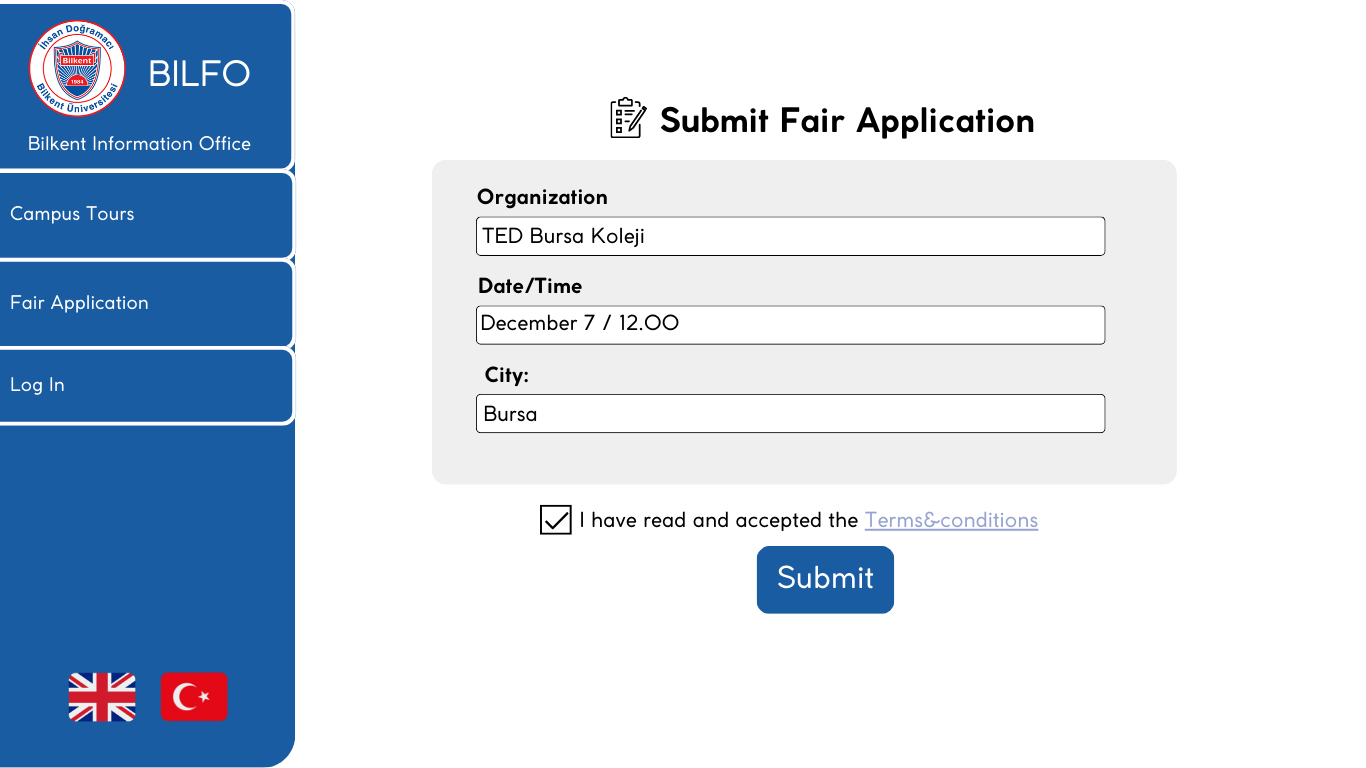 İhsan Doğramacı
Bilkent
1984
Bilkent Üniversitesi
BILFO
Bilkent Information Office
Campus Tours
Fair Application
Log In
Submit Fair Application
Organization
TED Bursa Koleji
Date/Time
December 7 / 12.00
City:
Bursa
I have read and accepted the Terms&conditions
Submit